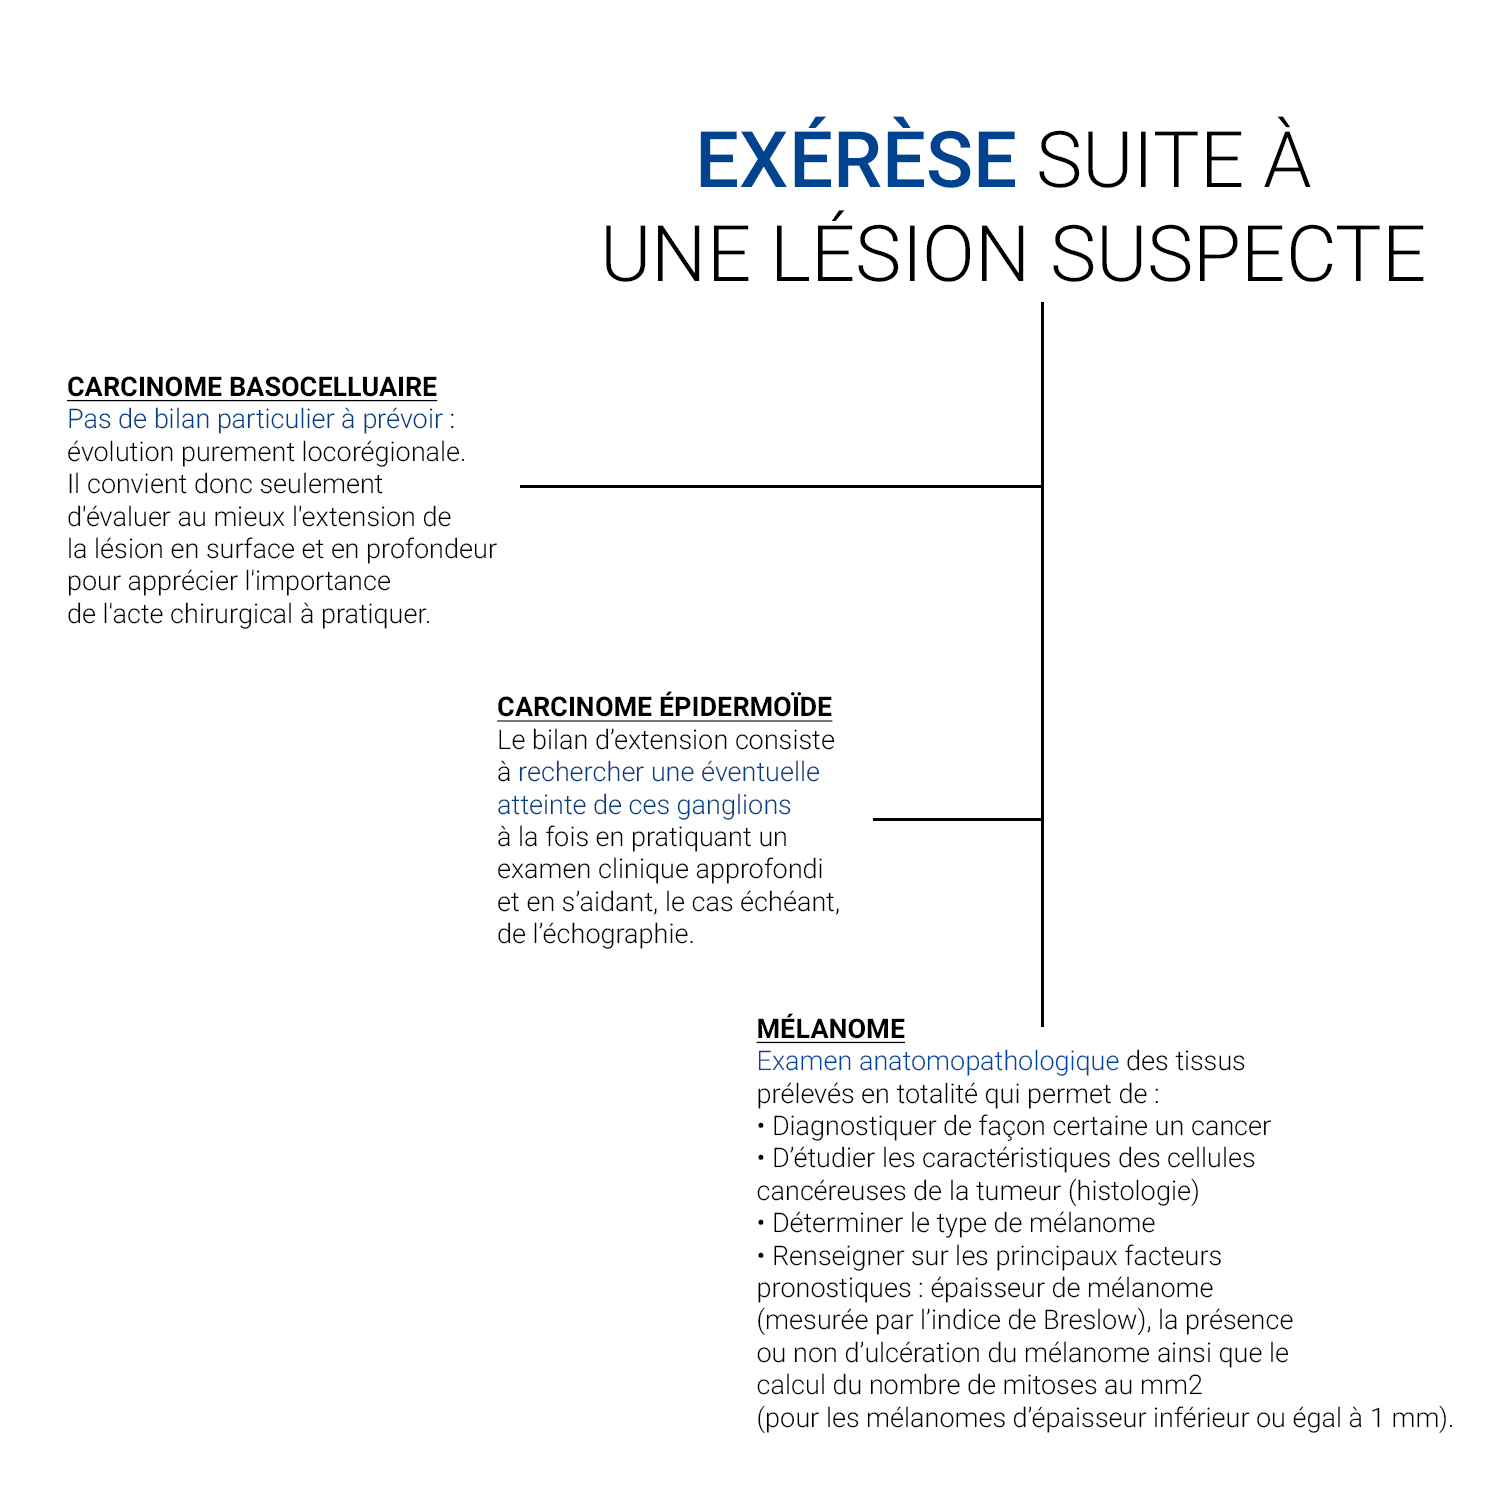 EXÉRÈSE SUITE À
UNE LÉSION SUSPECTE
CARCINOME BASOCELLUAIRE
Pas de bilan particulier à prévoir :
évolution purement locorégionale.
Il convient donc seulement
d'évaluer au mieux l'extension de
la lésion en surface et en profondeur
pour apprécier l'importance
de l'acte chirurgical à pratiquer.
CARCINOME ÉPIDERMOÏDE
Le bilan d’extension consiste
à rechercher une éventuelle
atteinte de ces ganglions
à la fois en pratiquant un
examen clinique approfondi
et en s’aidant, le cas échéant,
de l’échographie.
MÉLANOME
Examen anatomopathologique des tissus
prélevés en totalité qui permet de :
• Diagnostiquer de façon certaine un cancer
• D’étudier les caractéristiques des cellules
cancéreuses de la tumeur (histologie)
• Déterminer le type de mélanome
• Renseigner sur les principaux facteurs
pronostiques : épaisseur de mélanome
(mesurée par l’indice de Breslow), la présence
ou non d’ulcération du mélanome ainsi que le
calcul du nombre de mitoses au mm2
(pour les mélanomes d’épaisseur inférieur ou égal à 1 mm).